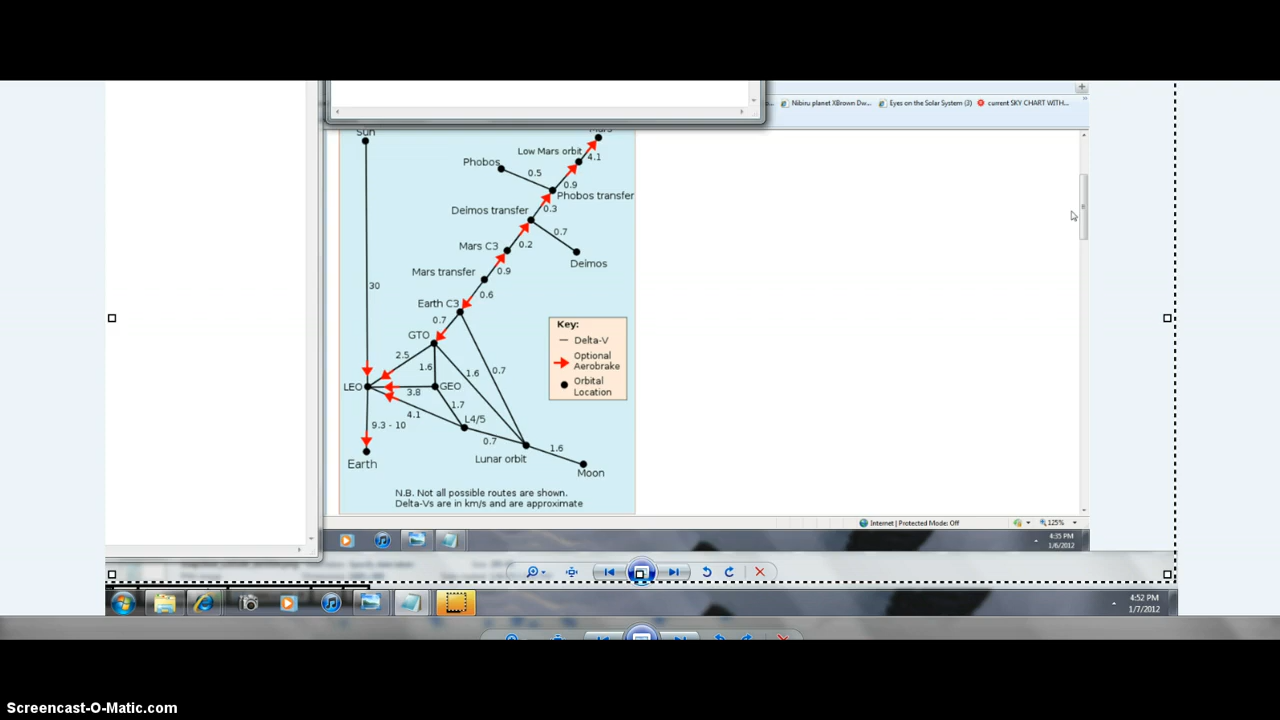 Nibiru planet XBrown Dw...
Eyes on the Solar System (3)
current SKY CHART WITH...
Sun
Mars
Low Mars orbit
4.1
Phobos
0.5
0.9
Phobos transfer
Deimos transfer
0.3
0.7
Mars C3
0.2
Deimos
Mars transfer
0.9
30
0.6
Earth C3
0.7
GTO
Key:
Delta-V
Optional
Aerobrake
Orbital
Location
2.5
1.6
1.6
0.7
LEO
GEO
3.8
1.7
4.1
L4/5
9.3 - 10
0.7
1.6
Lunar orbit
Earth
Moon
N.B. Not all possible routes are shown.
Delta-Vs are in km/s and are approximate
Internet | Protected Mode: Off
125%
4:35 PM
1/6/2012
4:52 PM
1/7/2012
Screencast-O-Matic.com